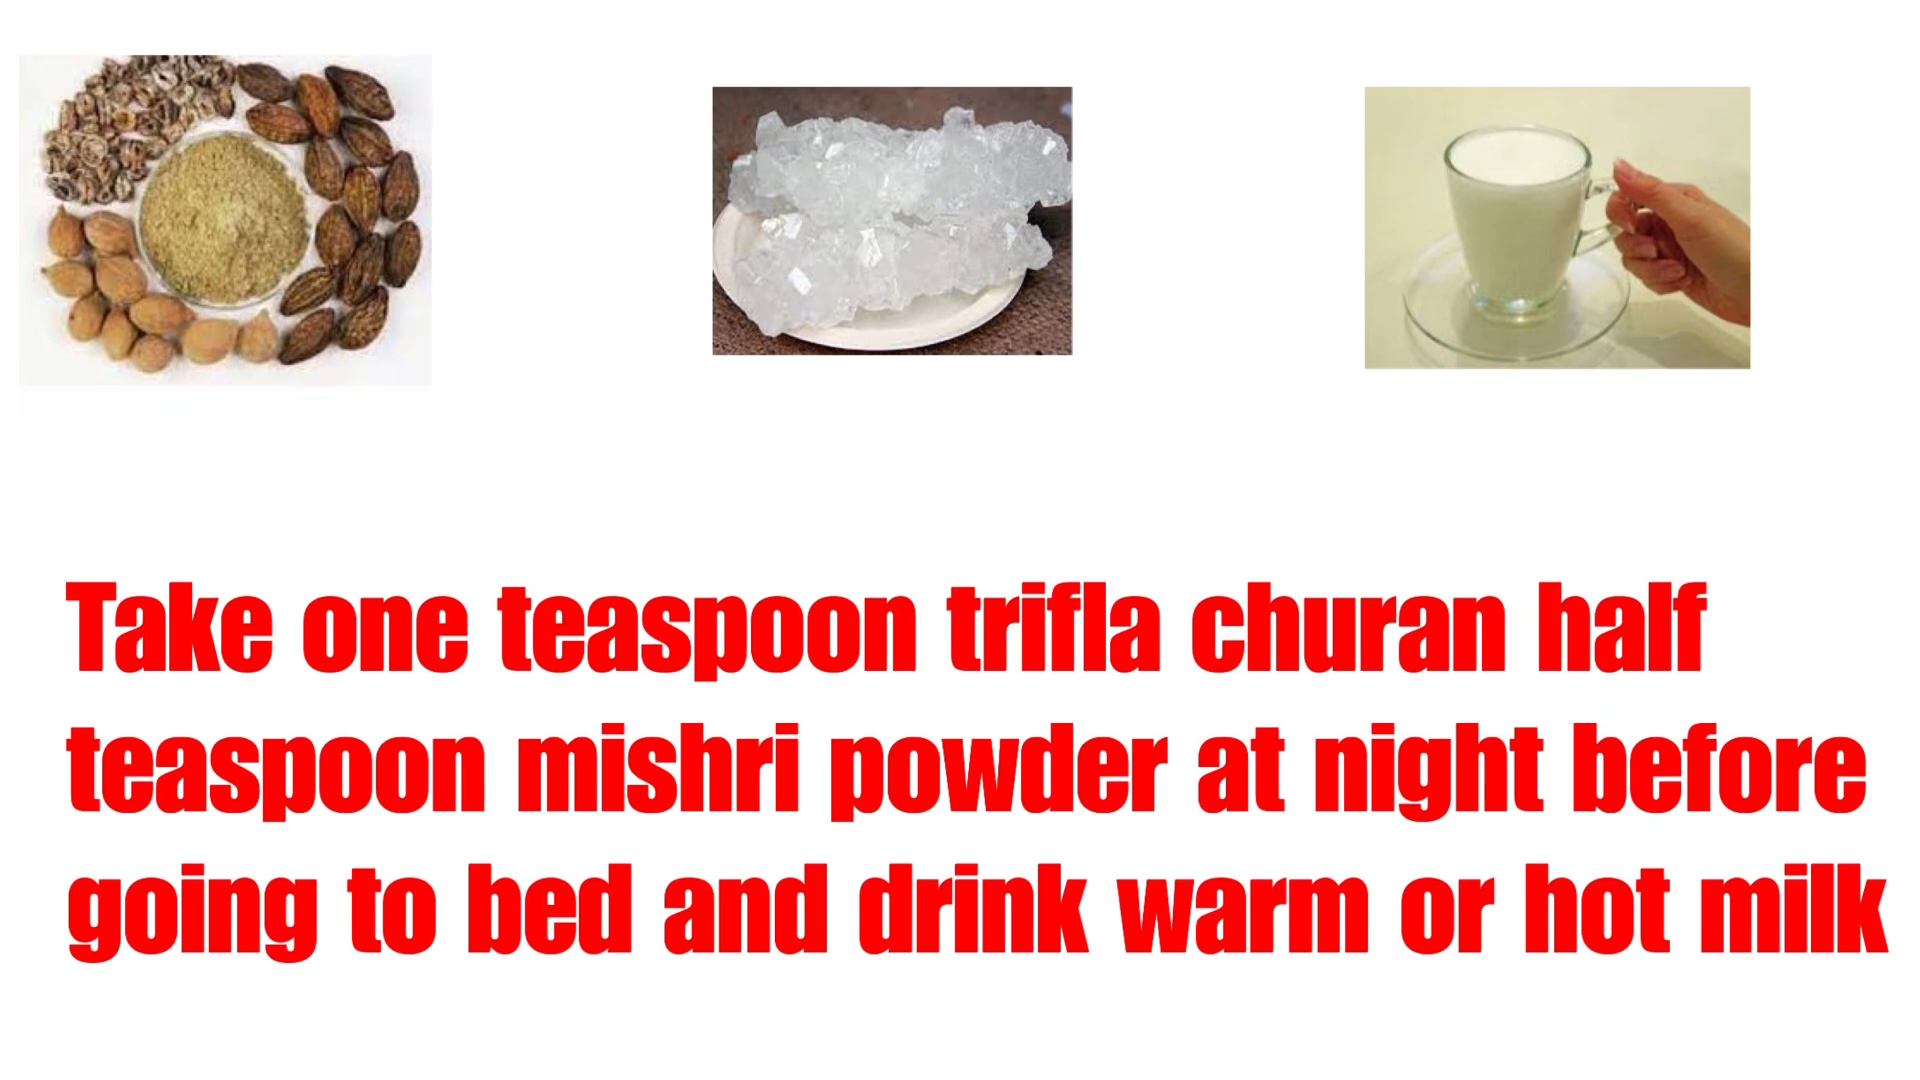 Take one teaspoon trifla churan half
teaspoon mishri powder at night before
going to bed and drink warm or hot milk